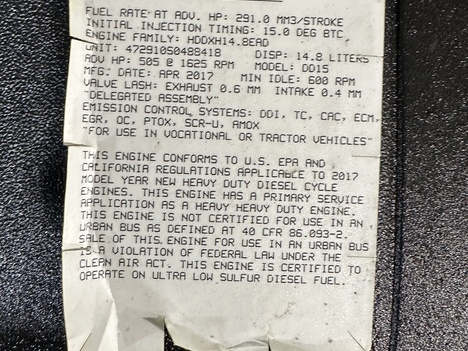 FUEL RATE AT ADV. HP: 291.0 MM3/STROKE
INITIAL INJECTION TIMING: 15.0 DEG BTC
ENGINE FAMILY: HDDXH14.8EAD
UNIT: 472910S0488418 DISP: 14.8 LITERS
ADV HP: 505 @ 1625 RPM MODEL: DD15
MFG. DATE: APR 2017 MIN IDLE: 600 RPM
VALVE LASH: EXHAUST 0.6 MM INTAKE 0.4 MM
"DELEGATED ASSEMBLY"
EMISSION CONTROL SYSTEMS: DDI, TC, CAC, ECM,
EGR, OC, PTOX, SCR-U, AMOX
"FOR USE IN VOCATIONAL OR TRACTOR VEHICLES"
THIS ENGINE CONFORMS TO U.S. EPA AND
CALIFORNIA REGULATIONS APPLICABLE TO 2017
MODEL YEAR NEW HEAVY DUTY DIESEL CYCLE
ENGINES. THIS ENGINE HAS A PRIMARY SERVICE
APPLICATION AS A HEAVY HEAVY DUTY ENGINE.
THIS ENGINE IS NOT CERTIFIED FOR USE IN AN
URBAN BUS AS DEFINED AT 40 CFR 86.093-2.
SALE OF THIS ENGINE FOR USE IN AN URBAN BUS
IS A VIOLATION OF FEDERAL LAW UNDER THE
CLEAN AIR ACT. THIS ENGINE IS CERTIFIED TO
OPERATE ON ULTRA LOW SULFUR DIESEL FUEL.